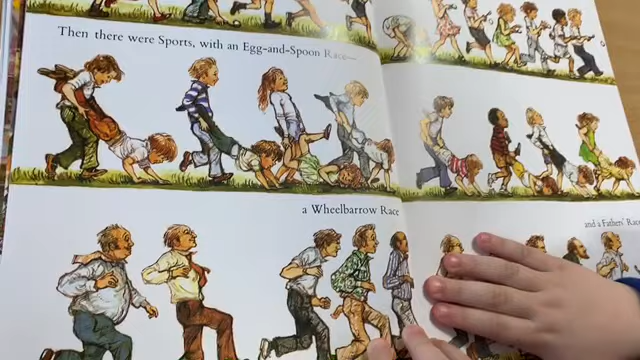 Then there were Sports, with an Egg-and-Spoon Race—
a Wheelbarrow Race
and a Fathers' Race